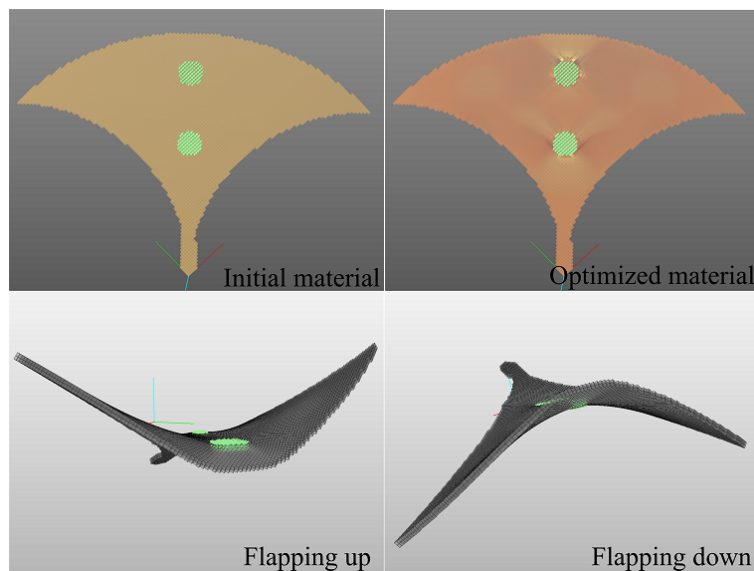 Initial material
Optimized material
Flapping up
Flapping down